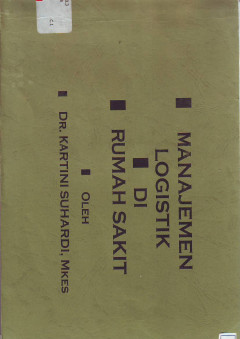 MANAJEMEN
LOGISTIK
DI
RUMAH SAKIT
OLEH
DR. KARTINI SUHARDI, MKES